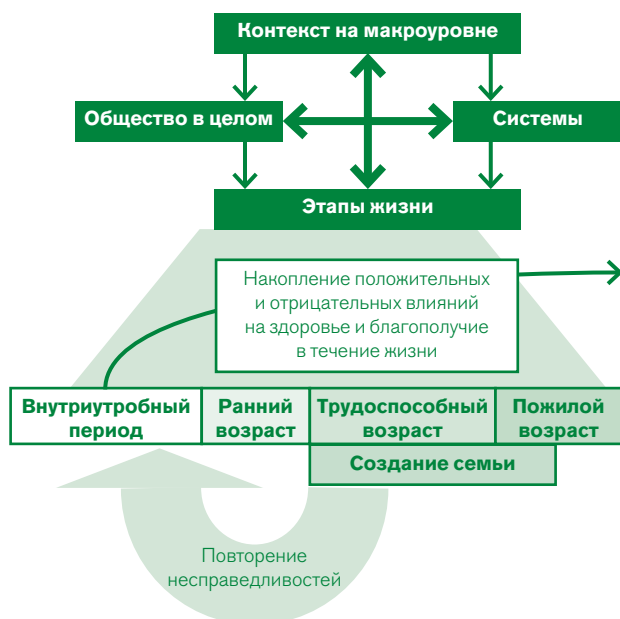 Контекст на макроуровне
Общество в целом
Системы
Этапы жизни
Накопление положительных
и отрицательных влияний
на здоровье и благополучие
в течение жизни
Внутриутробный
период
Ранний
возраст
Трудоспособный
возраст
Пожилой
возраст
Создание семьи
Повторение
несправедливостей